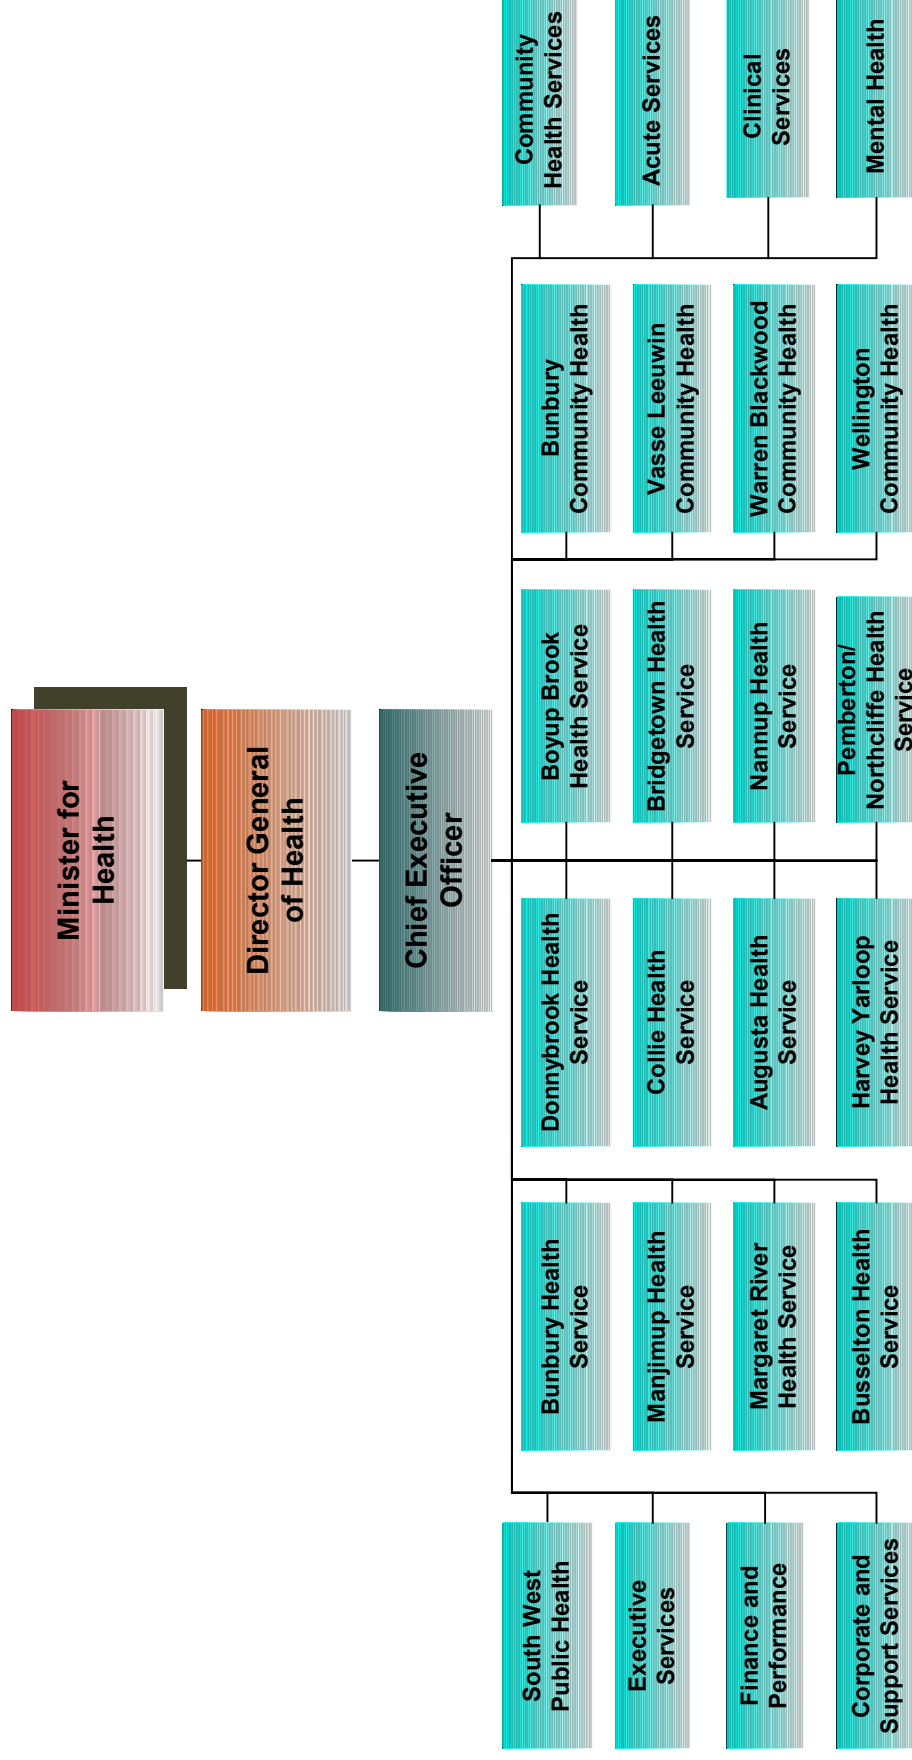 Minister for
Health
Director General
of Health
Chief Executive
Officer
South West
Public Health
Executive
Services
Finance and
Performance
Corporate and
Support Services
Bunbury Health
Service
Manjimup Health
Service
Margaret River
Health Service
Busselton Health
Service
Donnybrook Health
Service
Collie Health
Service
Augusta Health
Service
Harvey Yarloop
Health Service
Boyup Brook
Health Service
Bridgetown Health
Service
Nannup Health
Service
Pemberton/
Northcliffe Health
Service
Bunbury
Community Health
Vasse Leeuwin
Community Health
Warren Blackwood
Community Health
Wellington
Community Health
Community
Health Services
Acute Services
Clinical
Services
Mental Health